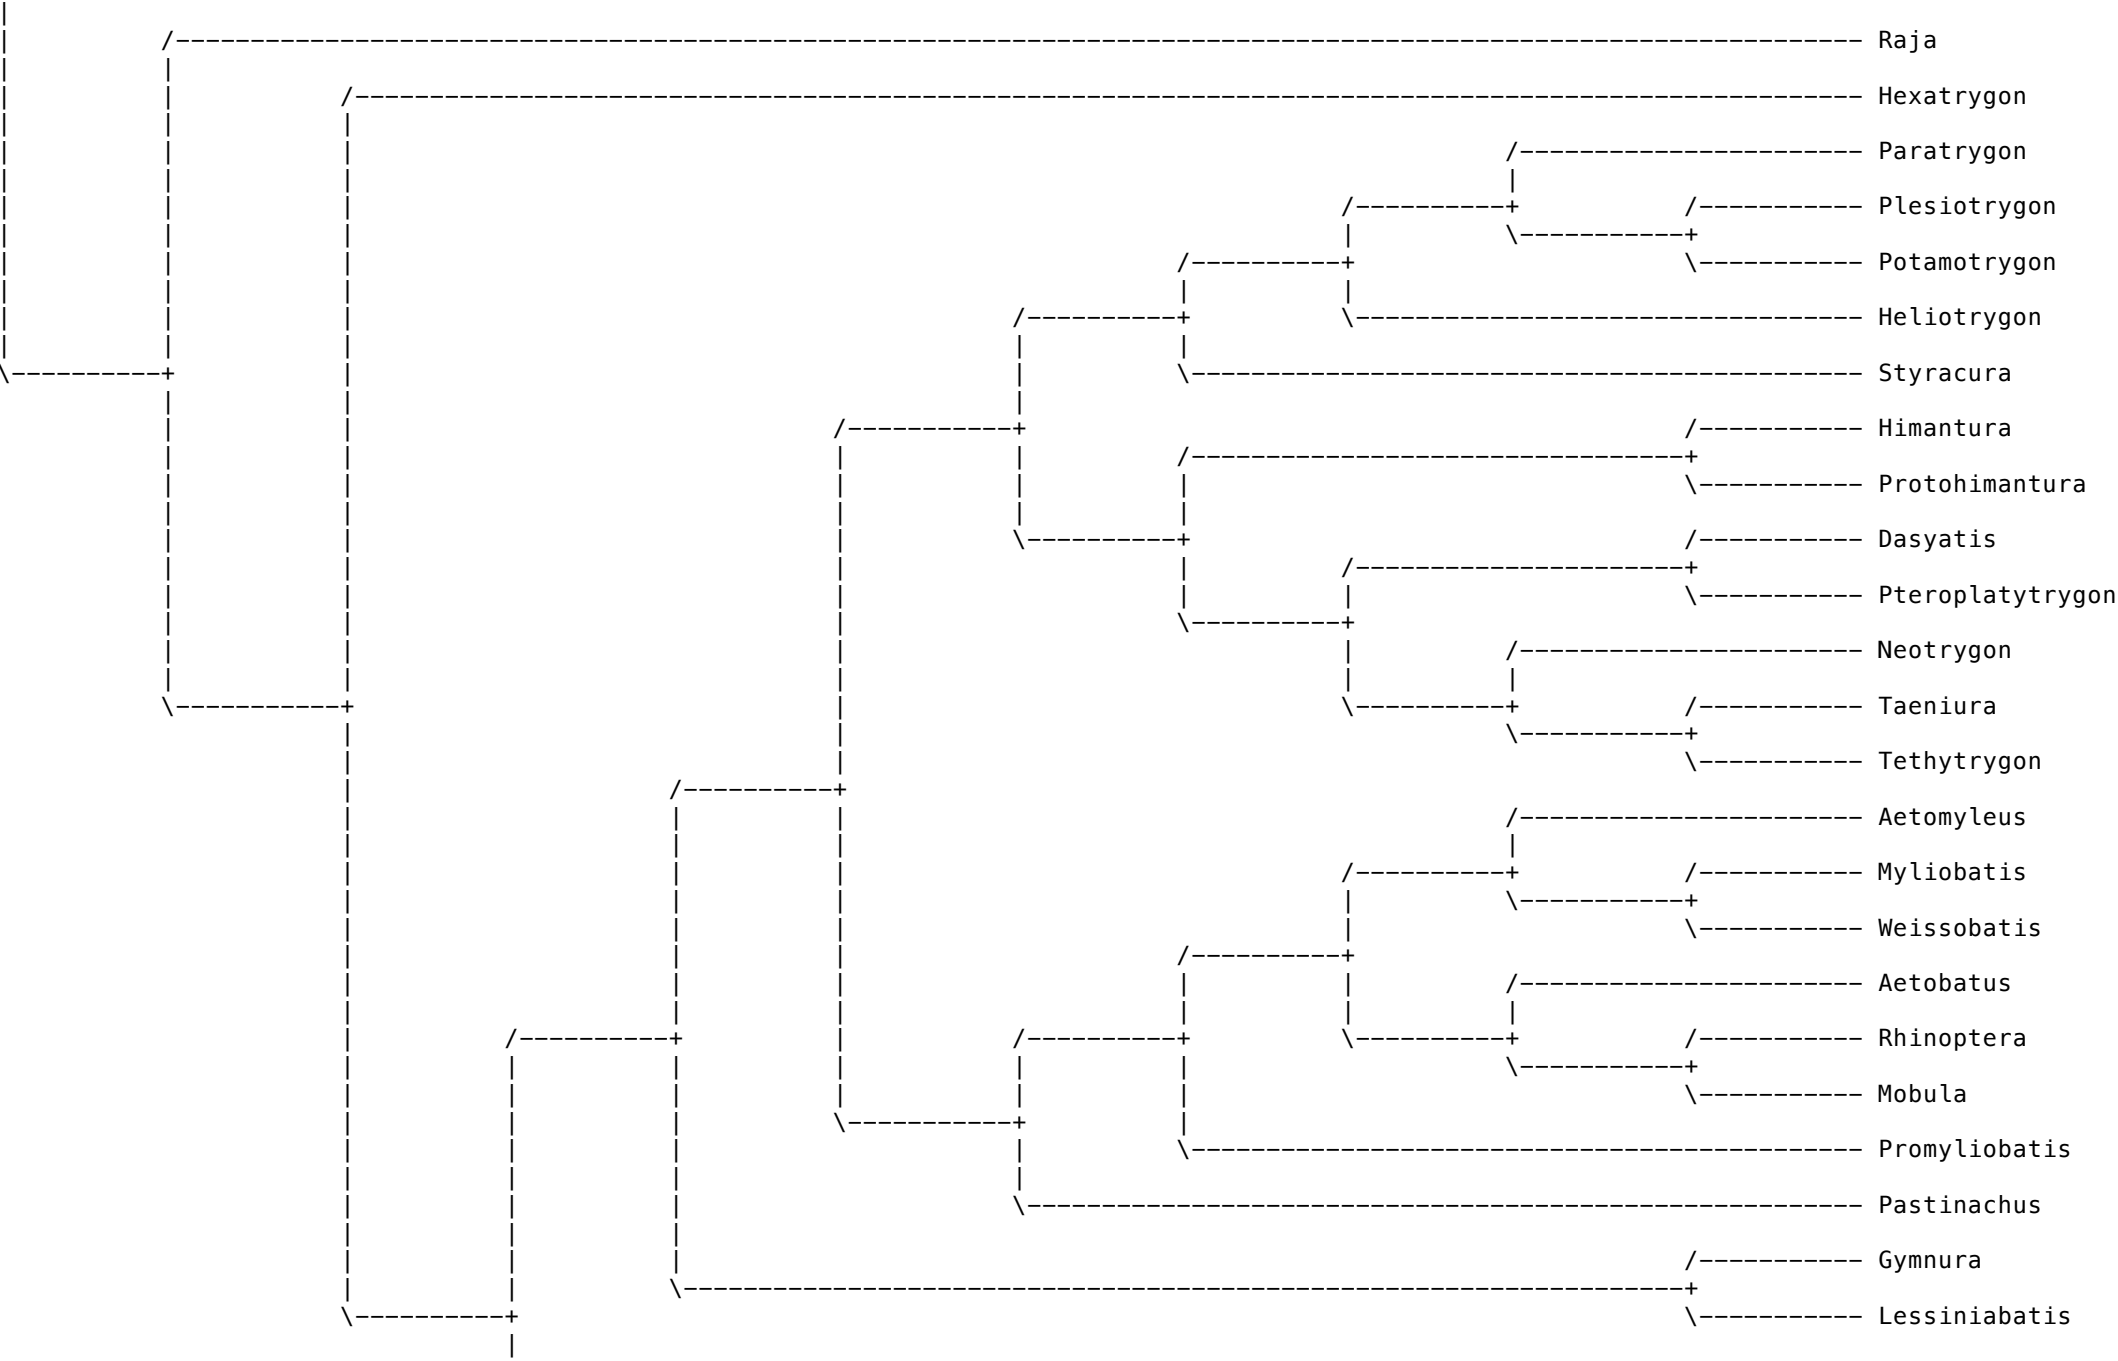 Raja
Hexatrygon
Paratrygon
Plesiotrygon
Potamotrygon
Heliotrygon
Styracura
Himantura
Protohimantura
Dasyatis
Pteroplatytrygon
Neotrygon
Taeniura
Tethytrygon
Aetomyleus
Myliobatis
Weissobatis
Aetobatus
Rhinoptera
Mobula
Promyliobatis
Pastinachus
Gymnura
Lessiniabatis